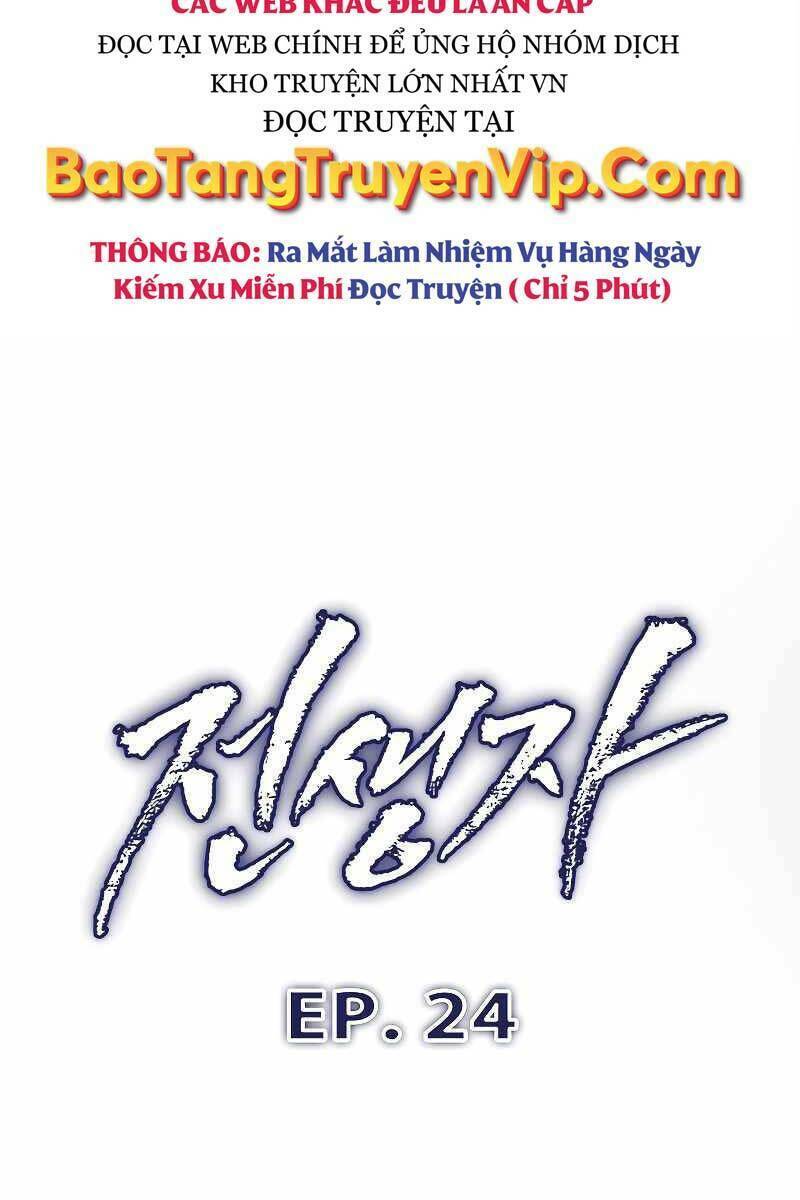 CÁC WEB KHÁC ĐỀU LÀ ĂN CẮP
ĐỌC TẠI WEB CHÍNH ĐỂ ỦNG HỘ NHÓM DỊCH
KHO TRUYỆN LỚN NHẤT VN
ĐỌC TRUYỆN TẠI
BaoTangTruyenVip.Com
THÔNG BÁO: Ra Mắt Làm Nhiệm Vụ Hàng Ngày
Kiếm Xu Miễn Phí Đọc Truyện ( Chỉ 5 Phút)
전생자
EP. 24